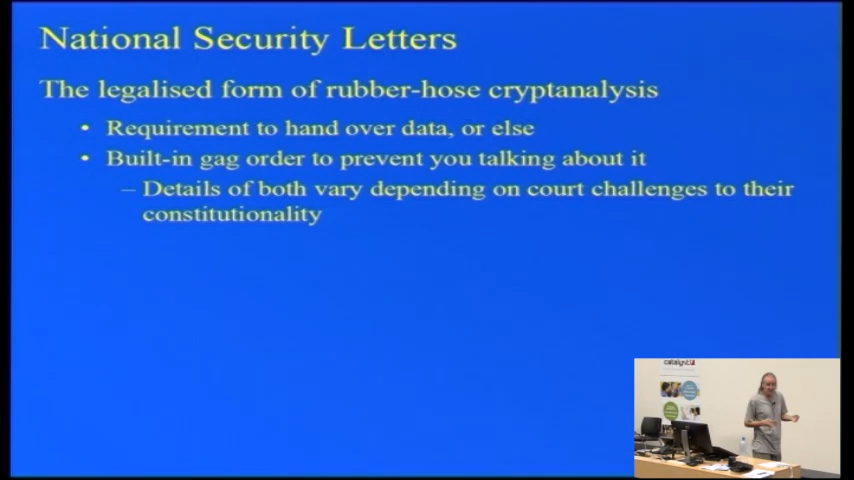 National Security Letters
The legalised form of rubber-hose cryptanalysis
• Requirement to hand over data, or else
• Built-in gag order to prevent you talking about it
– Details of both vary depending on court challenges to their
constitutionality
catalyst